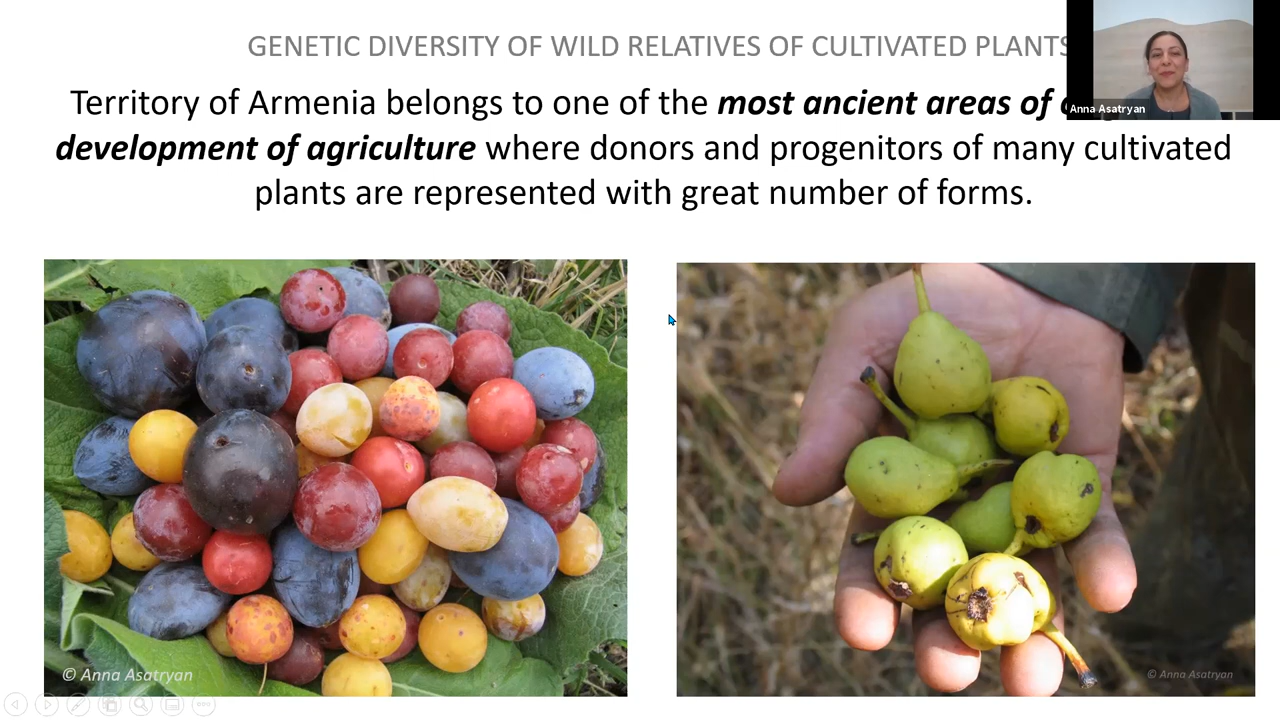 GENETIC DIVERSITY OF WILD RELATIVES OF CULTIVATED PLANTS
Territory of Armenia belongs to one of the most ancient areas of
development of agriculture where donors and progenitors of many cultivated
plants are represented with great number of forms.
Anna Asatryan
© Anna Asatryan
© Anna Asatryan